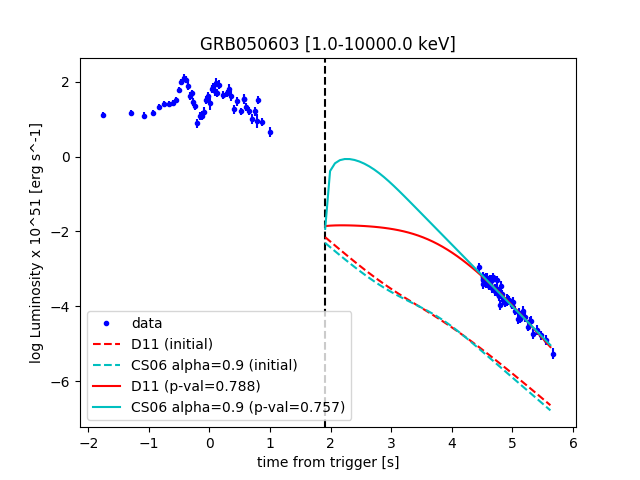 GRB050603 [1.0-10000.0 keV]
log Luminosity x 10^51 [erg s^-1]
2
0
−2
−4
−6
data
D11 (initial)
CS06 alpha=0.9 (initial)
D11 (p-val=0.788)
CS06 alpha=0.9 (p-val=0.757)
−2 −1 0 1 2 3 4 5 6
time from trigger [s]